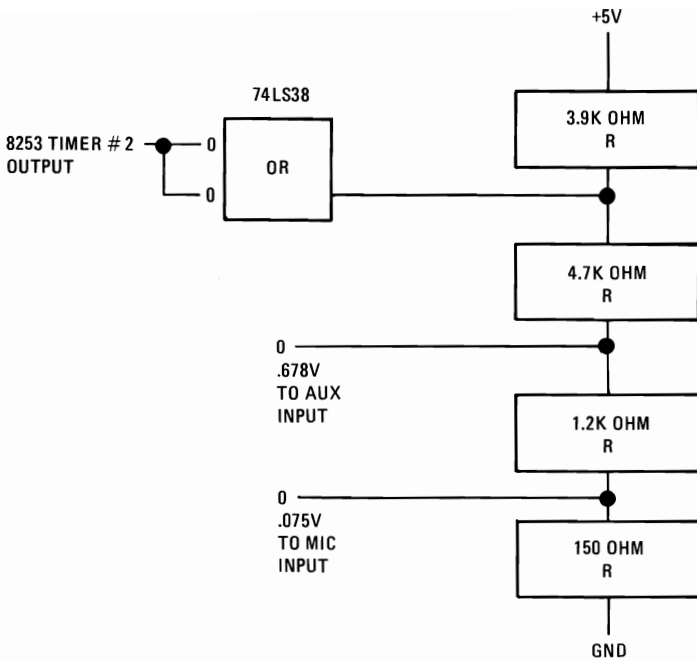 +5V
74LS38
3.9K OHM
R
8253 TIMER #2
OUTPUT
0
0
OR
4.7K OHM
R
0
.678V
TO AUX
INPUT
1.2K OHM
R
0
.075V
TO MIC
INPUT
150 OHM
R
GND